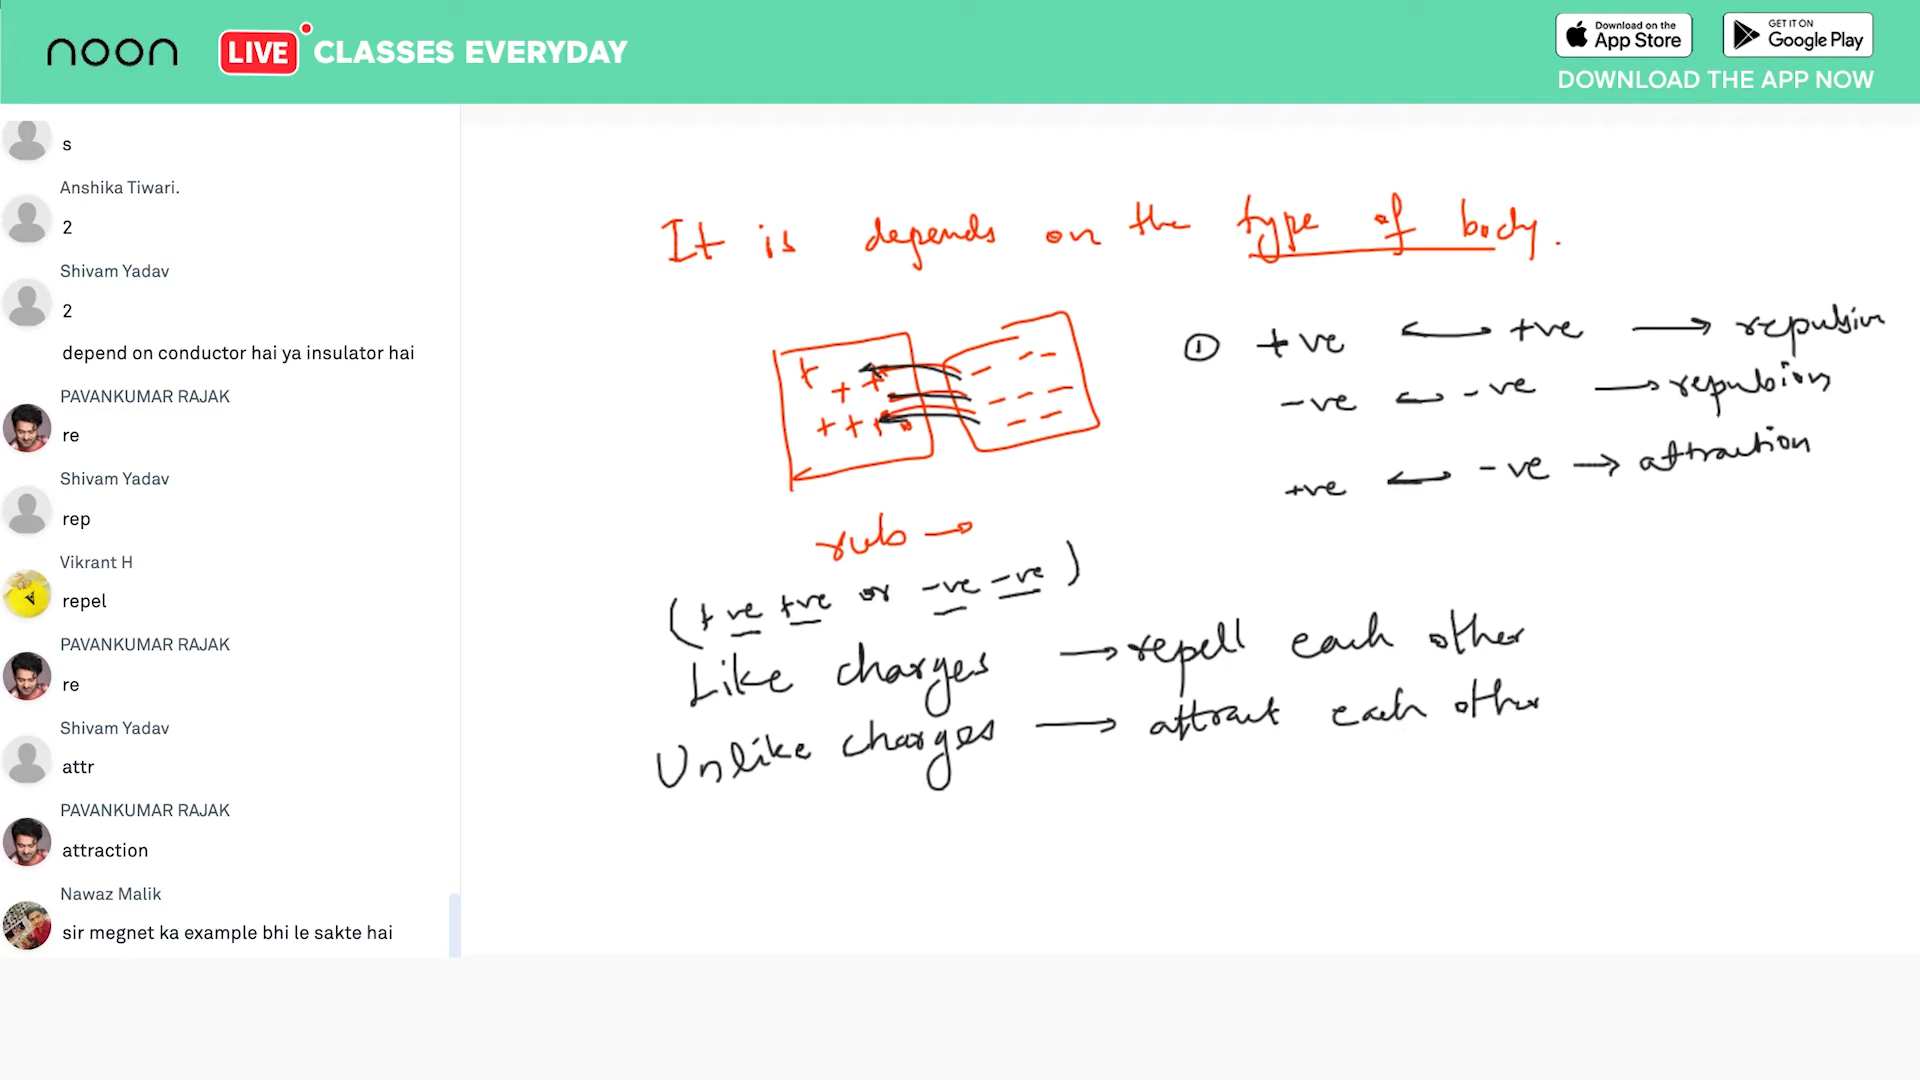 noon LIVE CLASSES EVERYDAY
Download on the App Store
GET IT ON Google Play
DOWNLOAD THE APP NOW
s
Anshika Tiwari.
2
Shivam Yadav
2
depend on conductor hai ya insulator hai
PAVANKUMAR RAJAK
re
Shivam Yadav
rep
Vikrant H
repel
PAVANKUMAR RAJAK
re
Shivam Yadav
attr
PAVANKUMAR RAJAK
attraction
Nawaz Malik
sir megnet ka example bhi le sakte hai
It is depends on the type of body.
+ + +
+ + +
- - -
- - - -
- -
① +ve ⟷ +ve → repulsion
-ve ⟷ -ve → repulsion
+ve ⟷ -ve → attraction
rub →
(+ve +ve or -ve -ve)
Like charges → repell each other
Unlike charges → attract each other